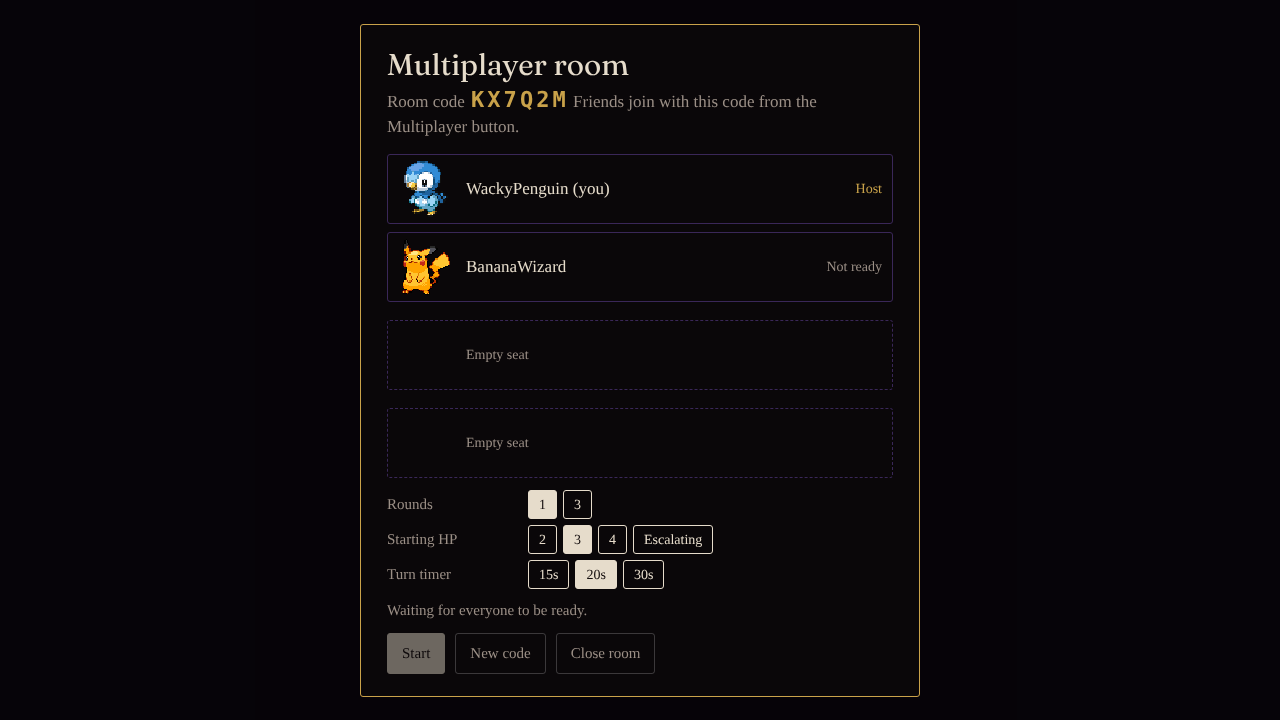 Multiplayer room
Room code KX7Q2M Friends join with this code from the
Multiplayer button.
WackyPenguin (you) Host
BananaWizard Not ready
Empty seat
Empty seat
Rounds 1 3
Starting HP 2 3 4 Escalating
Turn timer 15s 20s 30s
Waiting for everyone to be ready.
Start New code Close room